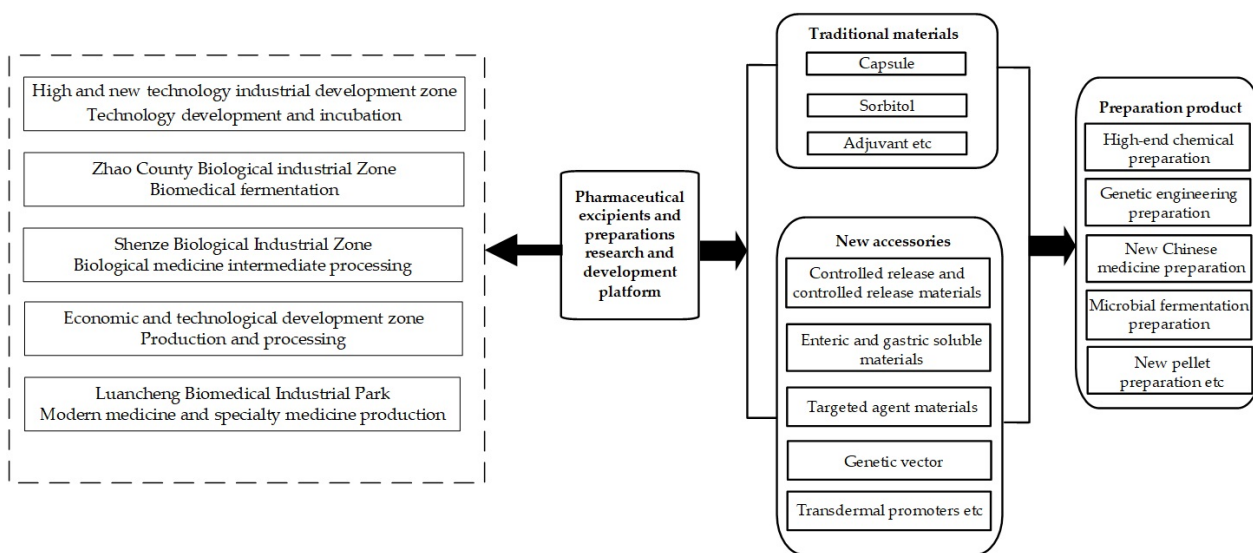 High and new technology industrial development zone
Technology development and incubation
Zhao County Biological industrial Zone
Biomedical fermentation
Shenze Biological Industrial Zone
Biological medicine intermediate processing
Economic and technological development zone
Production and processing
Luancheng Biomedical Industrial Park
Modern medicine and specialty medicine production
Pharmaceutical
excipients and
preparations
research and
development
platform
Traditional materials
Capsule
Sorbitol
Adjuvant etc
New accessories
Controlled release and
controlled release materials
Enteric and gastric soluble
materials
Targeted agent materials
Genetic vector
Transdermal promoters etc
Preparation product
High-end chemical
preparation
Genetic engineering
preparation
New Chinese
medicine preparation
Microbial fermentation
preparation
New pellet
preparation etc